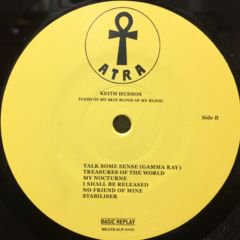 ATRA
KEITH HUDSON
FLESH OF MY SKIN BLOOD OF MY BLOOD
Side B
TALK SOME SENSE (GAMMA RAY)
TREASURES OF THE WORLD
MY NOCTURNE
I SHALL BE RELEASED
NO FRIEND OF MINE
STABILISER
BASIC REPLAY